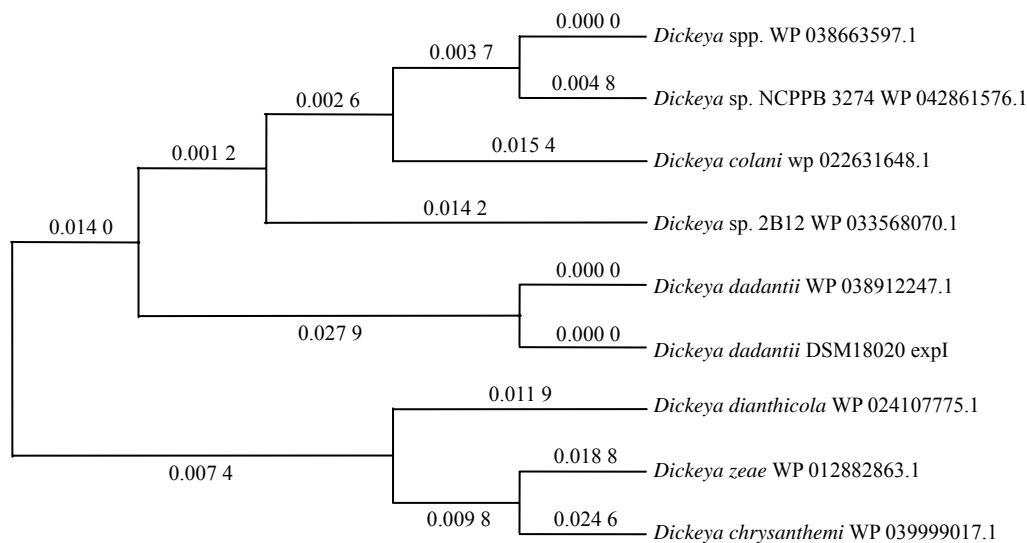 0.000 0
Dickeya spp. WP 038663597.1
0.003 7
0.004 8
Dickeya sp. NCPPB 3274 WP 042861576.1
0.002 6
0.015 4
Dickeya colani wp 022631648.1
0.001 2
0.014 2
Dickeya sp. 2B12 WP 033568070.1
0.014 0
0.000 0
Dickeya dadantii WP 038912247.1
0.027 9
0.000 0
Dickeya dadantii DSM18020 expI
0.011 9
Dickeya dianthicola WP 024107775.1
0.007 4
0.018 8
Dickeya zeae WP 012882863.1
0.009 8
0.024 6
Dickeya chrysanthemi WP 039999017.1